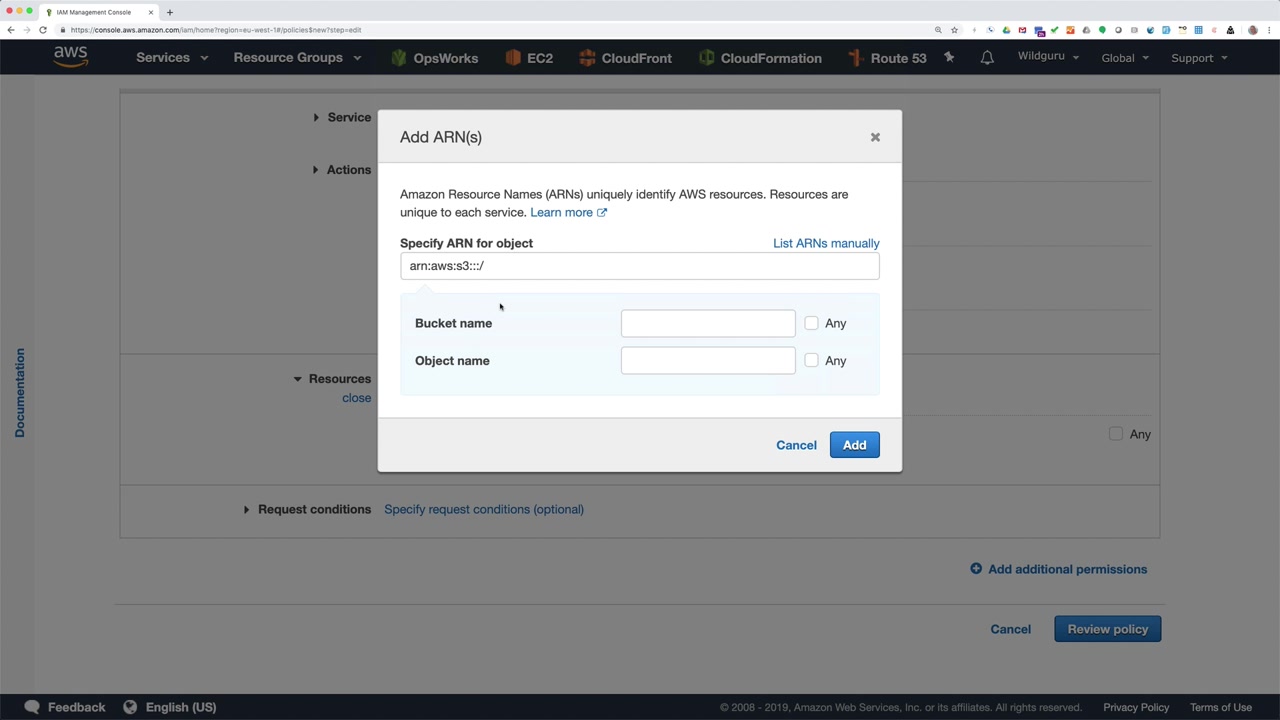 IAM Management Console
https://console.aws.amazon.com/iam/home?region=eu-west-1#/policies$new?step=edit
aws
Services
Resource Groups
OpsWorks
EC2
CloudFront
CloudFormation
Route 53
Wildguru
Global
Support
Service
Actions
Add ARN(s)
Amazon Resource Names (ARNs) uniquely identify AWS resources. Resources are
unique to each service. Learn more
Specify ARN for object
List ARNs manually
arn:aws:s3:::/
Bucket name
Any
Object name
Any
Cancel
Add
Documentation
Resources
close
Any
Request conditions
Specify request conditions (optional)
Add additional permissions
Cancel
Review policy
Feedback
English (US)
© 2008 - 2019, Amazon Web Services, Inc. or its affiliates. All rights reserved.
Privacy Policy
Terms of Use